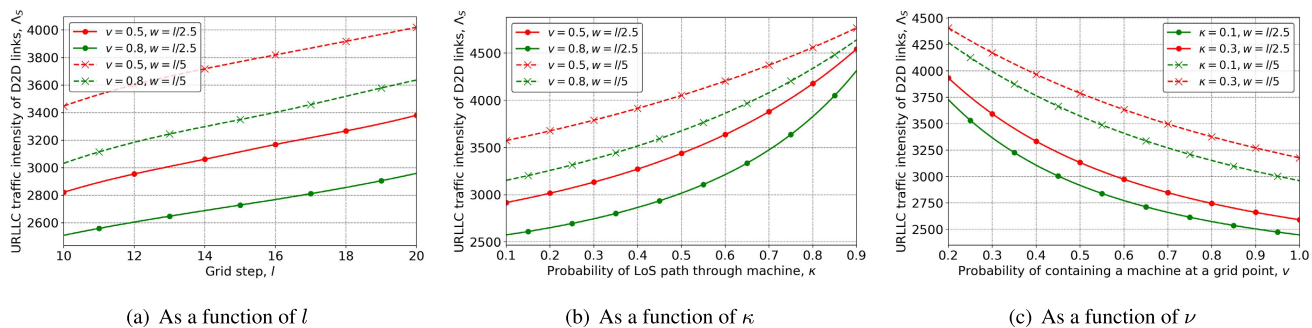 URLLC traffic intensity of D2D links, ΛS
4000
3800
3600
3400
3200
3000
2800
2600
v = 0.5, w = l/2.5
v = 0.8, w = l/2.5
v = 0.5, w = l/5
v = 0.8, w = l/5
10 12 14 16 18 20
Grid step, l
(a) As a function of l
URLLC traffic intensity of D2D links, ΛS
4500
4000
3500
3000
2500
v = 0.5, w = l/2.5
v = 0.8, w = l/2.5
v = 0.5, w = l/5
v = 0.8, w = l/5
0.1 0.2 0.3 0.4 0.5 0.6 0.7 0.8 0.9
Probability of LoS path through machine, κ
(b) As a function of κ
URLLC traffic intensity of D2D links, ΛS
4500
4250
4000
3750
3500
3250
3000
2750
2500
κ = 0.1, w = l/2.5
κ = 0.3, w = l/2.5
κ = 0.1, w = l/5
κ = 0.3, w = l/5
0.2 0.3 0.4 0.5 0.6 0.7 0.8 0.9 1.0
Probability of containing a machine at a grid point, v
(c) As a function of ν